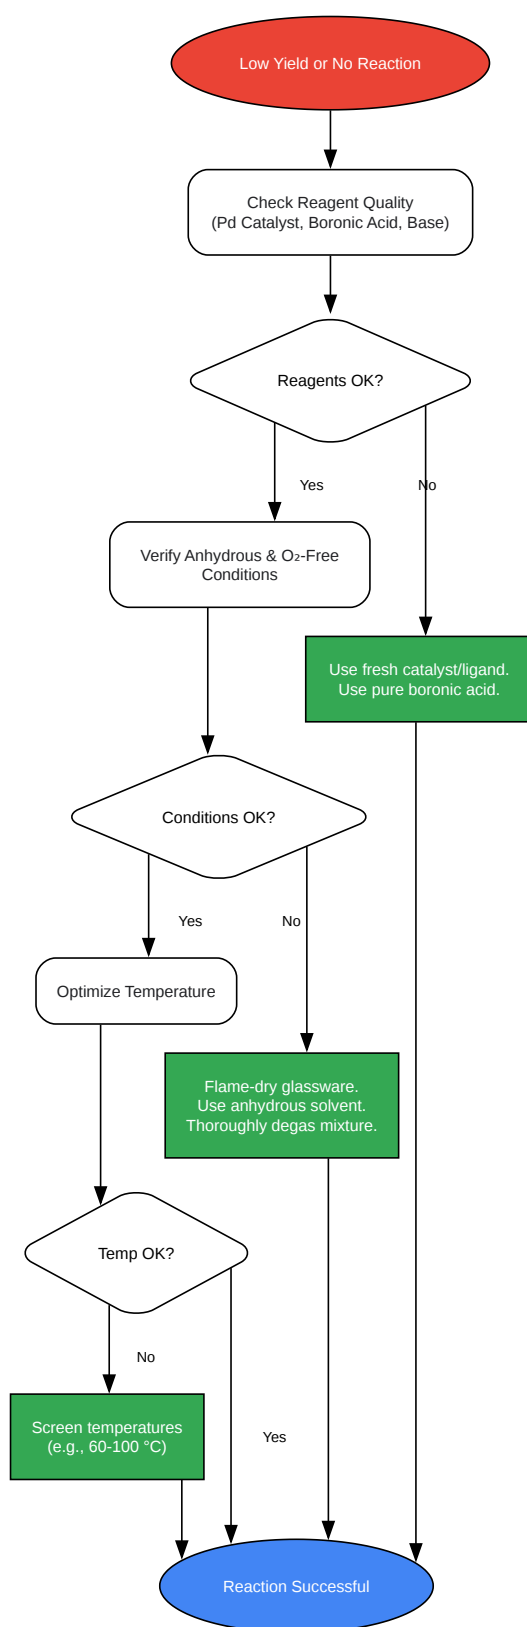 Low Yield or No Reaction
Check Reagent Quality
(Pd Catalyst, Boronic Acid, Base)
Reagents OK?
Yes
No
Verify Anhydrous & O₂-Free
Conditions
Use fresh catalyst/ligand.
Use pure boronic acid.
Conditions OK?
Yes
No
Optimize Temperature
Flame-dry glassware.
Use anhydrous solvent.
Thoroughly degas mixture.
Temp OK?
No
Screen temperatures
(e.g., 60-100 °C)
Yes
Reaction Successful